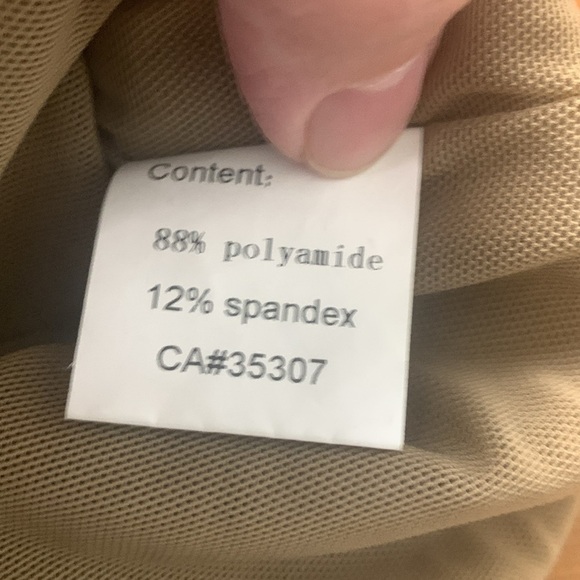 Content:
88% polyamide
12% spandex
CA#35307